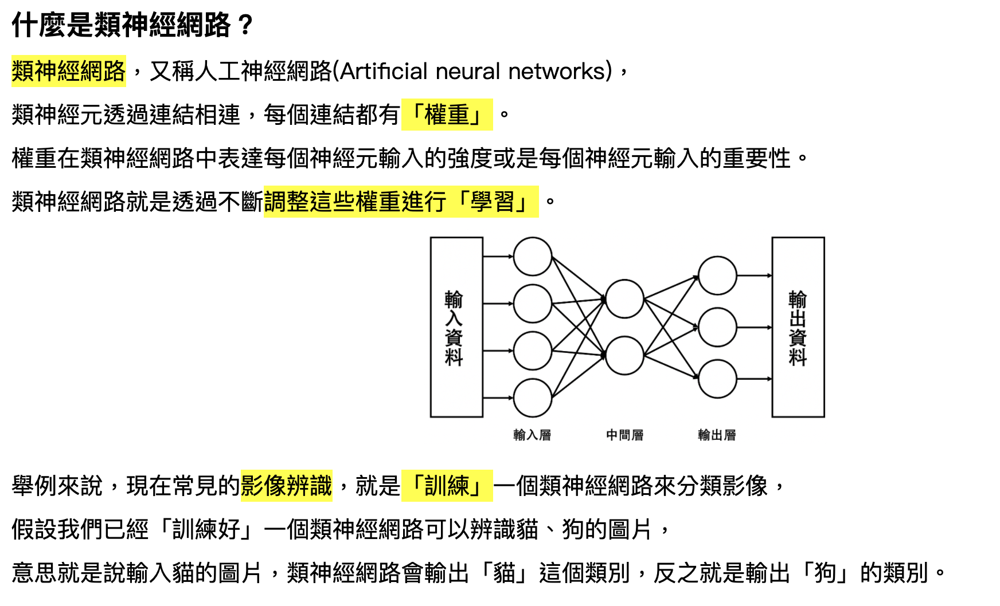 什麼是類神經網路？
類神經網路，又稱人工神經網路(Artificial neural networks)，
類神經元透過連結相連，每個連結都有「權重」。
權重在類神經網路中表達每個神經元輸入的強度或是每個神經元輸入的重要性。
類神經網路就是透過不斷調整這些權重進行「學習」。
輸入資料
輸出資料
輸入層
中間層
輸出層
舉例來說，現在常見的影像辨識，就是「訓練」一個類神經網路來分類影像，
假設我們已經「訓練好」一個類神經網路可以辨識貓、狗的圖片，
意思就是說輸入貓的圖片，類神經網路會輸出「貓」這個類別，反之就是輸出「狗」的類別。